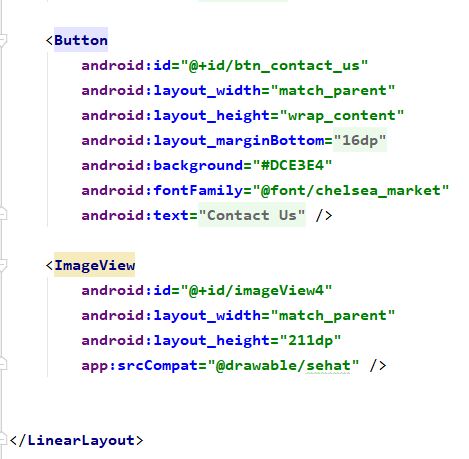 <Button
android:id="@+id/btn_contact_us"
android:layout_width="match_parent"
android:layout_height="wrap_content"
android:layout_marginBottom="16dp"
android:background="#DCE3E4"
android:fontFamily="@font/chelsea_market"
android:text="Contact Us" />
<ImageView
android:id="@+id/imageView4"
android:layout_width="match_parent"
android:layout_height="211dp"
app:srcCompat="@drawable/sehat" />
</LinearLayout>